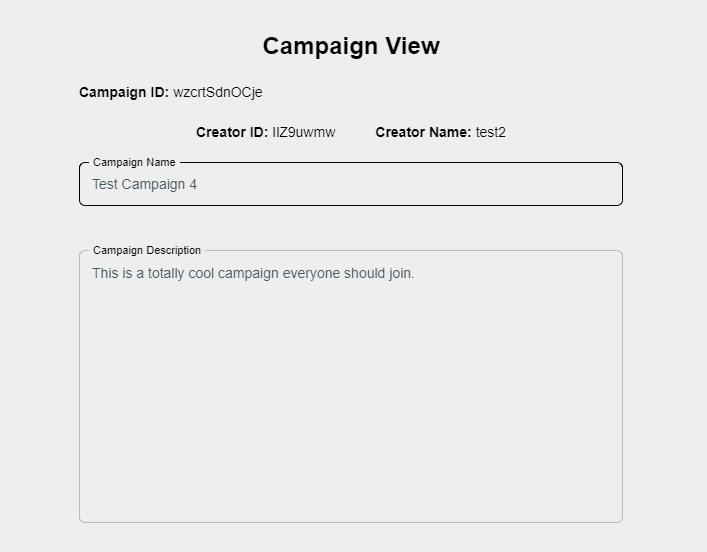 Campaign View
Campaign ID: wzcrtSdnOCje
Creator ID: IIZ9uwmw Creator Name: test2
Campaign Name
Test Campaign 4
Campaign Description
This is a totally cool campaign everyone should join.